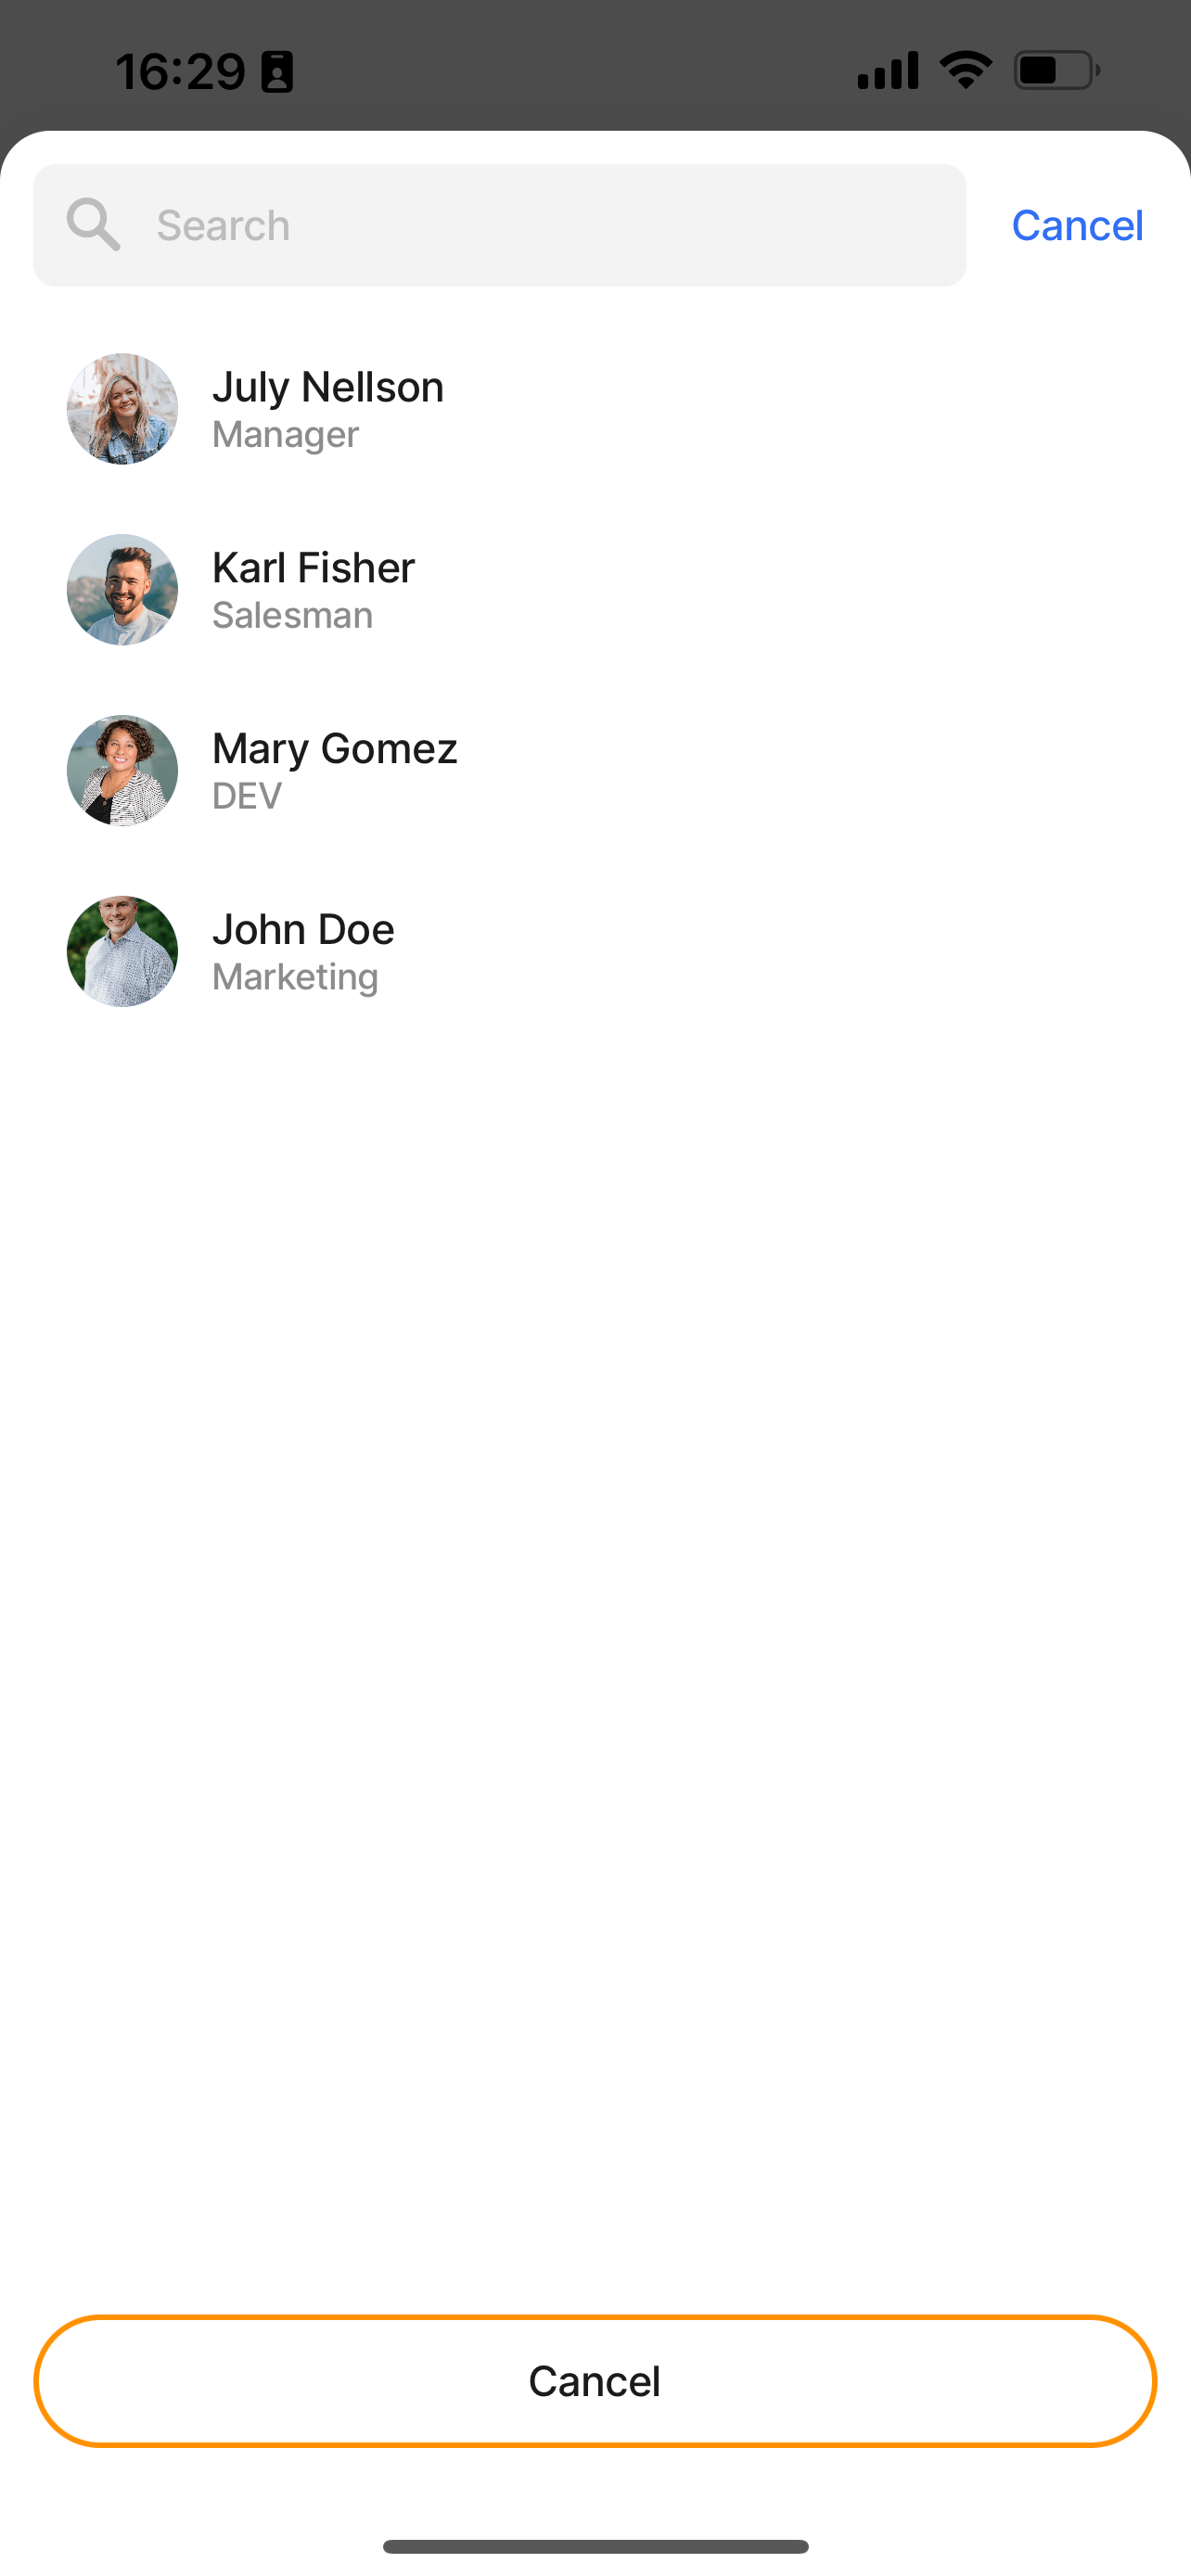 16:29
Search
Cancel
July Nellson
Manager
Karl Fisher
Salesman
Mary Gomez
DEV
John Doe
Marketing
Cancel